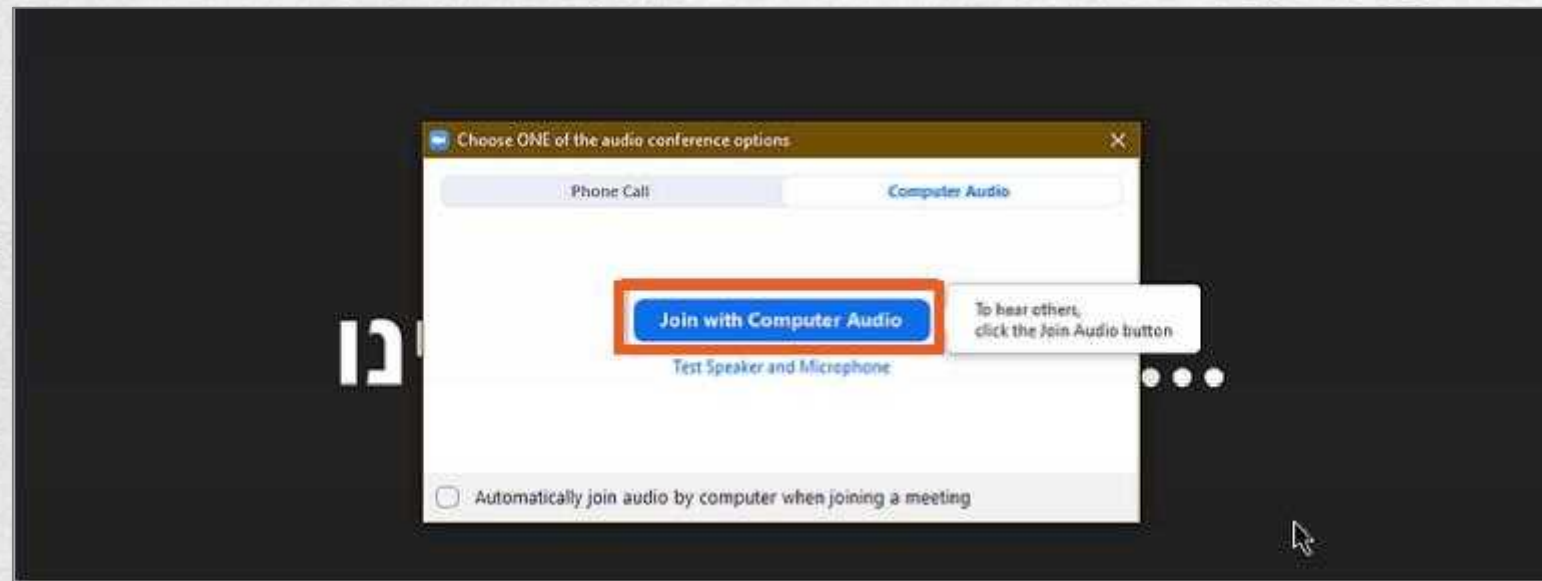 Choose ONE of the audio conference options
Phone Call
Computer Audio
Join with Computer Audio
To hear others,
click the Join Audio button
Test Speaker and Microphone
Automatically join audio by computer when joining a meeting